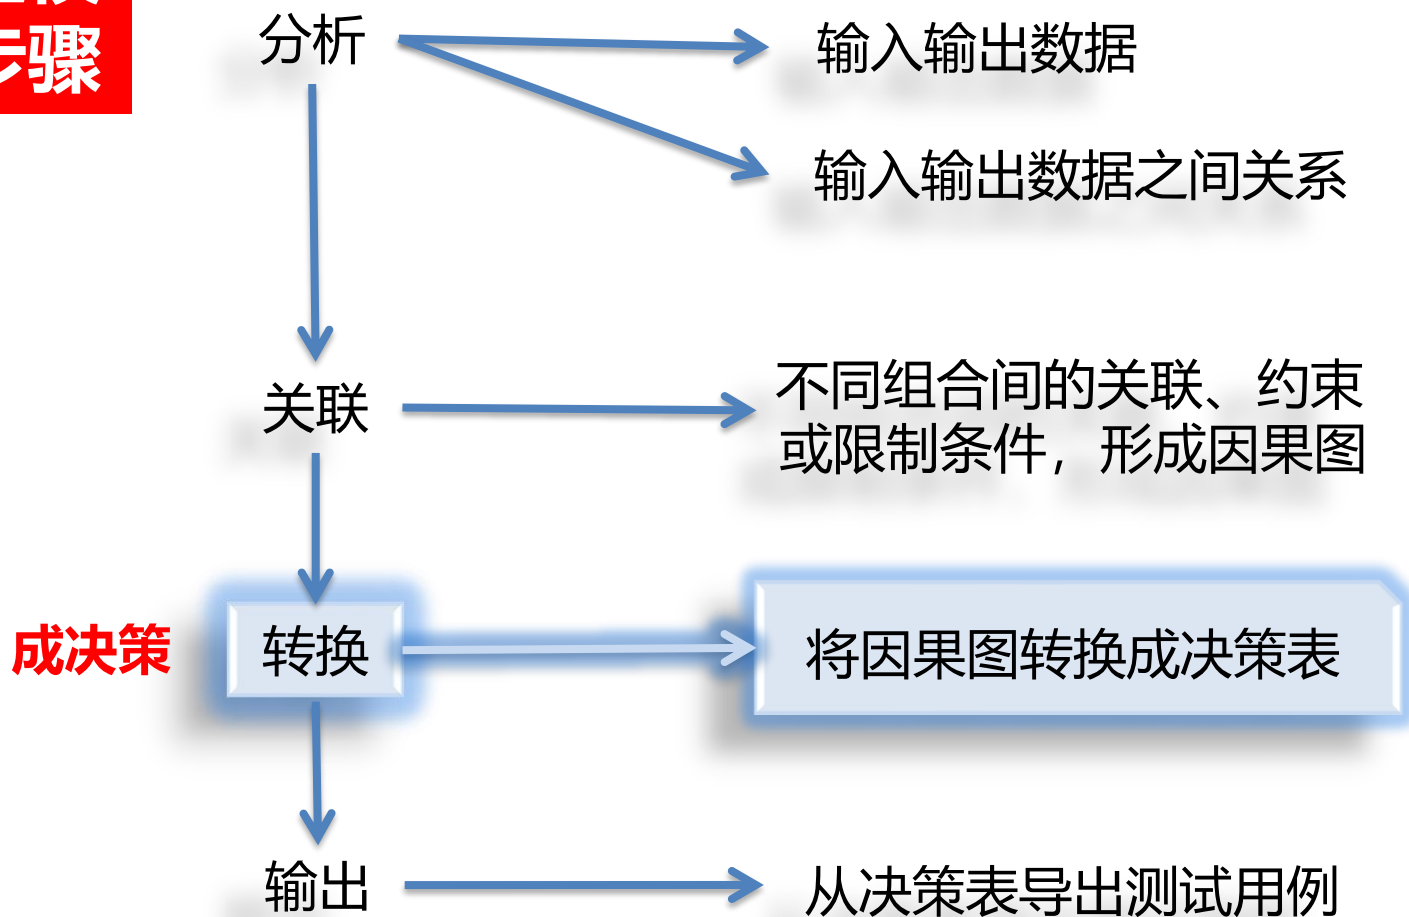 步骤
分析
输入输出数据
输入输出数据之间关系
关联
不同组合间的关联、约束
或限制条件，形成因果图
成决策
转换
将因果图转换成决策表
输出
从决策表导出测试用例